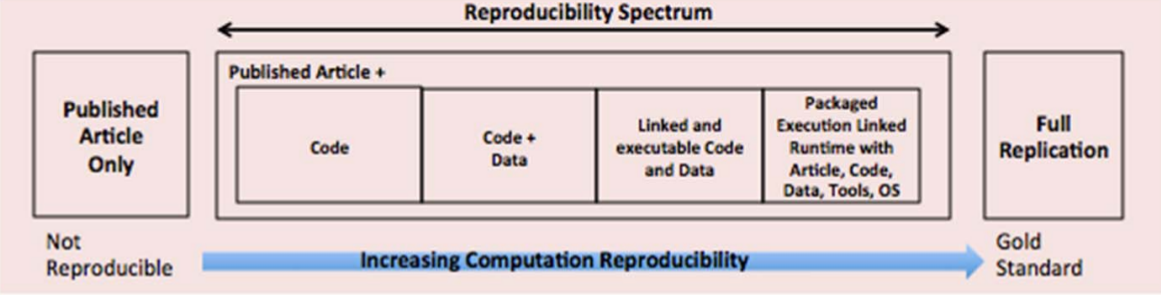 Reproducibility Spectrum
Published
Article
Only
Published Article +
Code
Code +
Data
Linked and
executable Code
and Data
Packaged
Execution Linked
Runtime with
Article, Code,
Data, Tools, OS
Full
Replication
Not
Reproducible
Increasing Computation Reproducibility
Gold
Standard